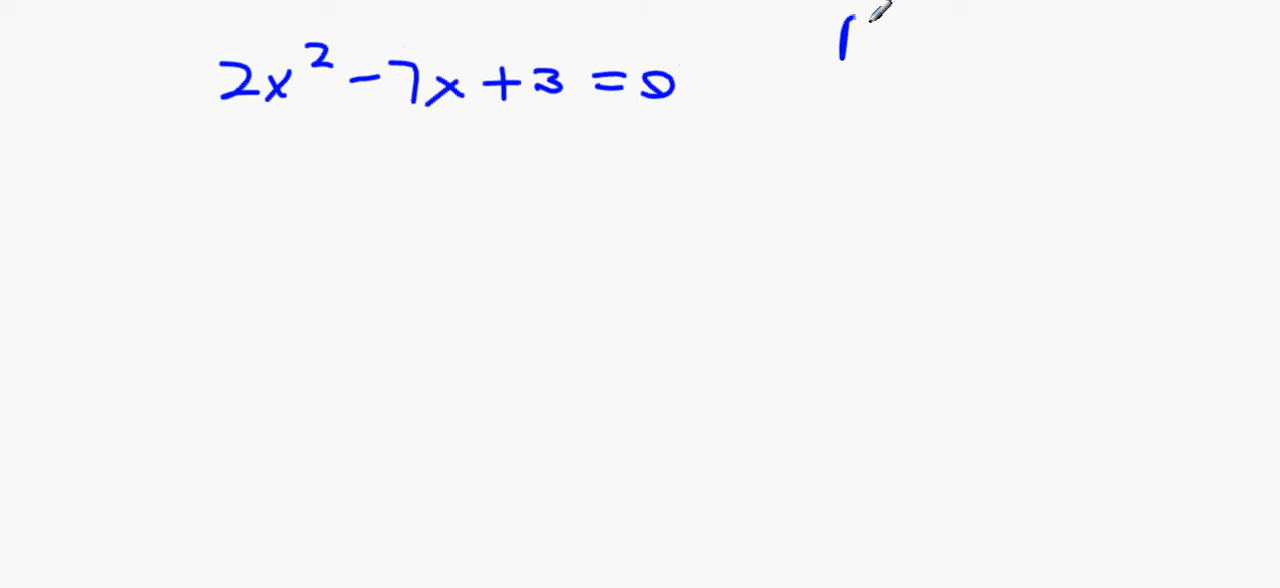 2x² - 7x + 3 = 0